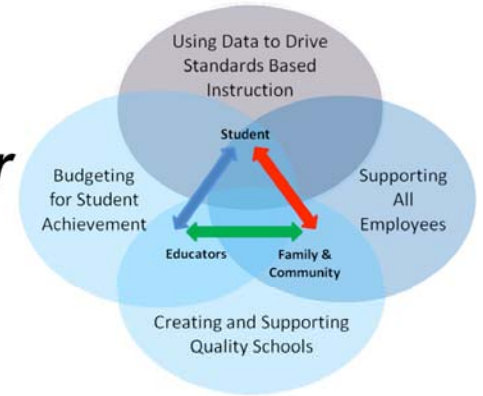 Using Data to Drive
Standards Based
Instruction
Student
r
Budgeting
for Student
Achievement
Supporting
All
Employees
Educators
Family &
Community
Creating and Supporting
Quality Schools